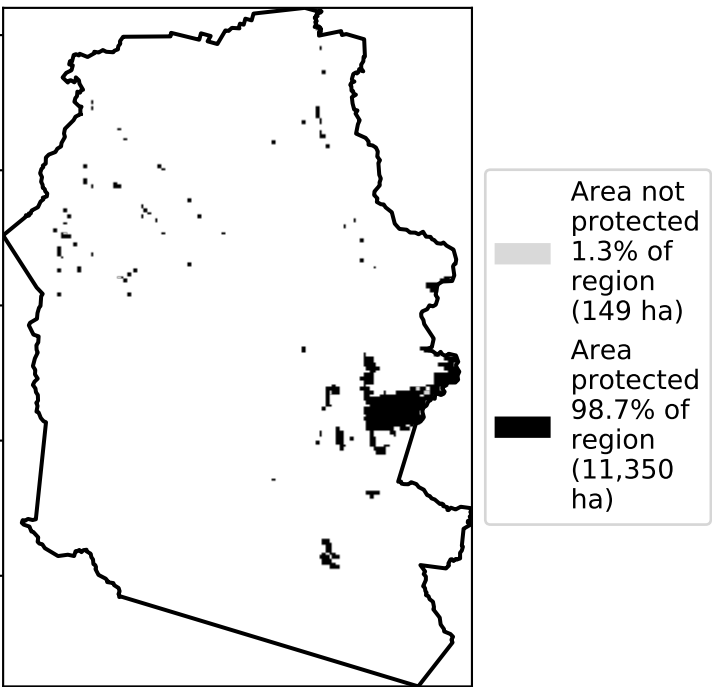 Area not
protected
1.3% of
region
(149 ha)
Area
protected
98.7% of
region
(11,350
ha)